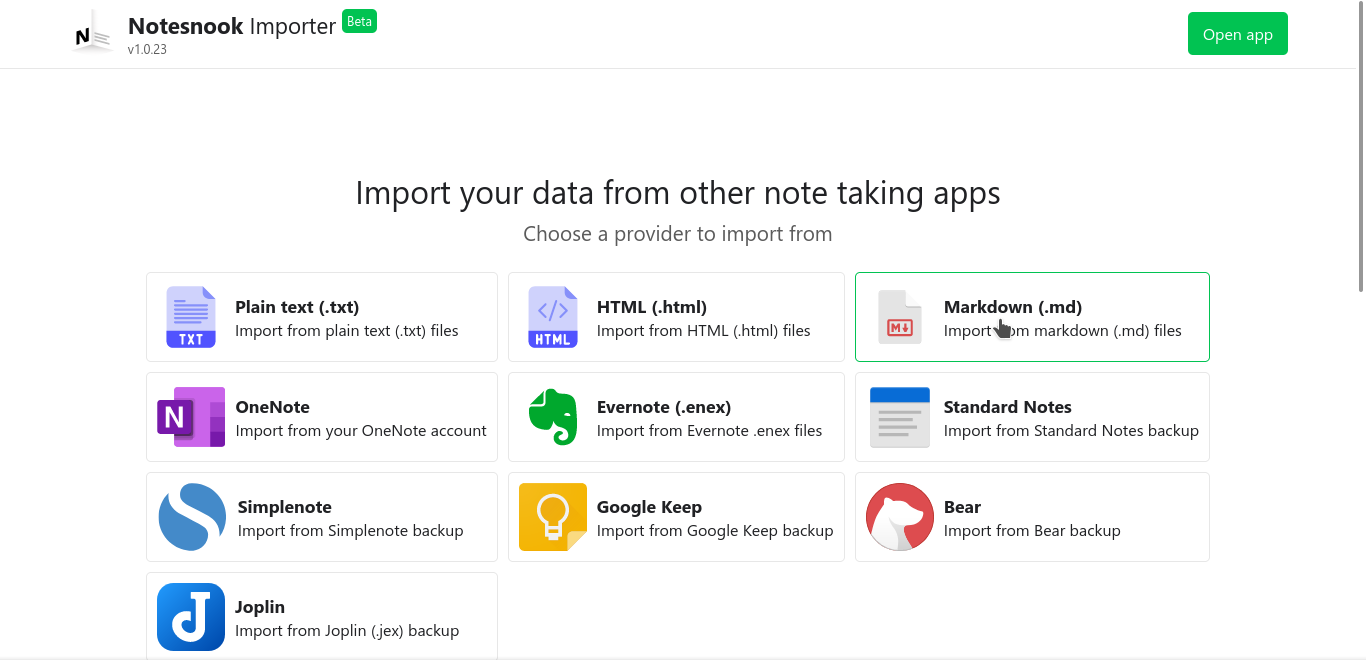 Notesnook Importer Beta
v1.0.23
Open app
Import your data from other note taking apps
Choose a provider to import from
TXT
Plain text (.txt)
Import from plain text (.txt) files
</>
HTML
HTML (.html)
Import from HTML (.html) files
M
Markdown (.md)
Import from markdown (.md) files
N
OneNote
Import from your OneNote account
Evernote (.enex)
Import from Evernote .enex files
Standard Notes
Import from Standard Notes backup
Simplenote
Import from Simplenote backup
Google Keep
Import from Google Keep backup
Bear
Import from Bear backup
Joplin
Import from Joplin (.jex) backup